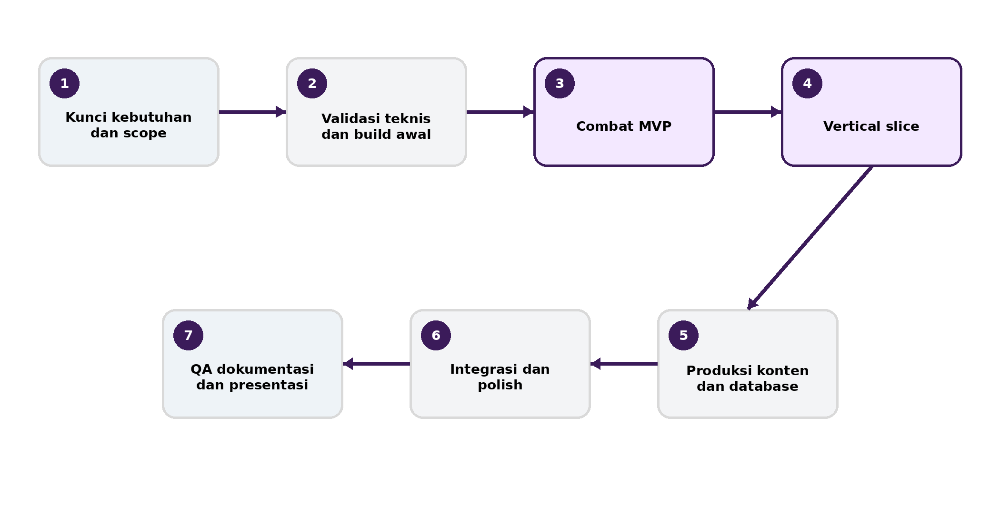 1
Kunci kebutuhan
dan scope
2
Validasi teknis
dan build awal
3
Combat MVP
4
Vertical slice
5
Produksi konten
dan database
6
Integrasi dan
polish
7
QA dokumentasi
dan presentasi